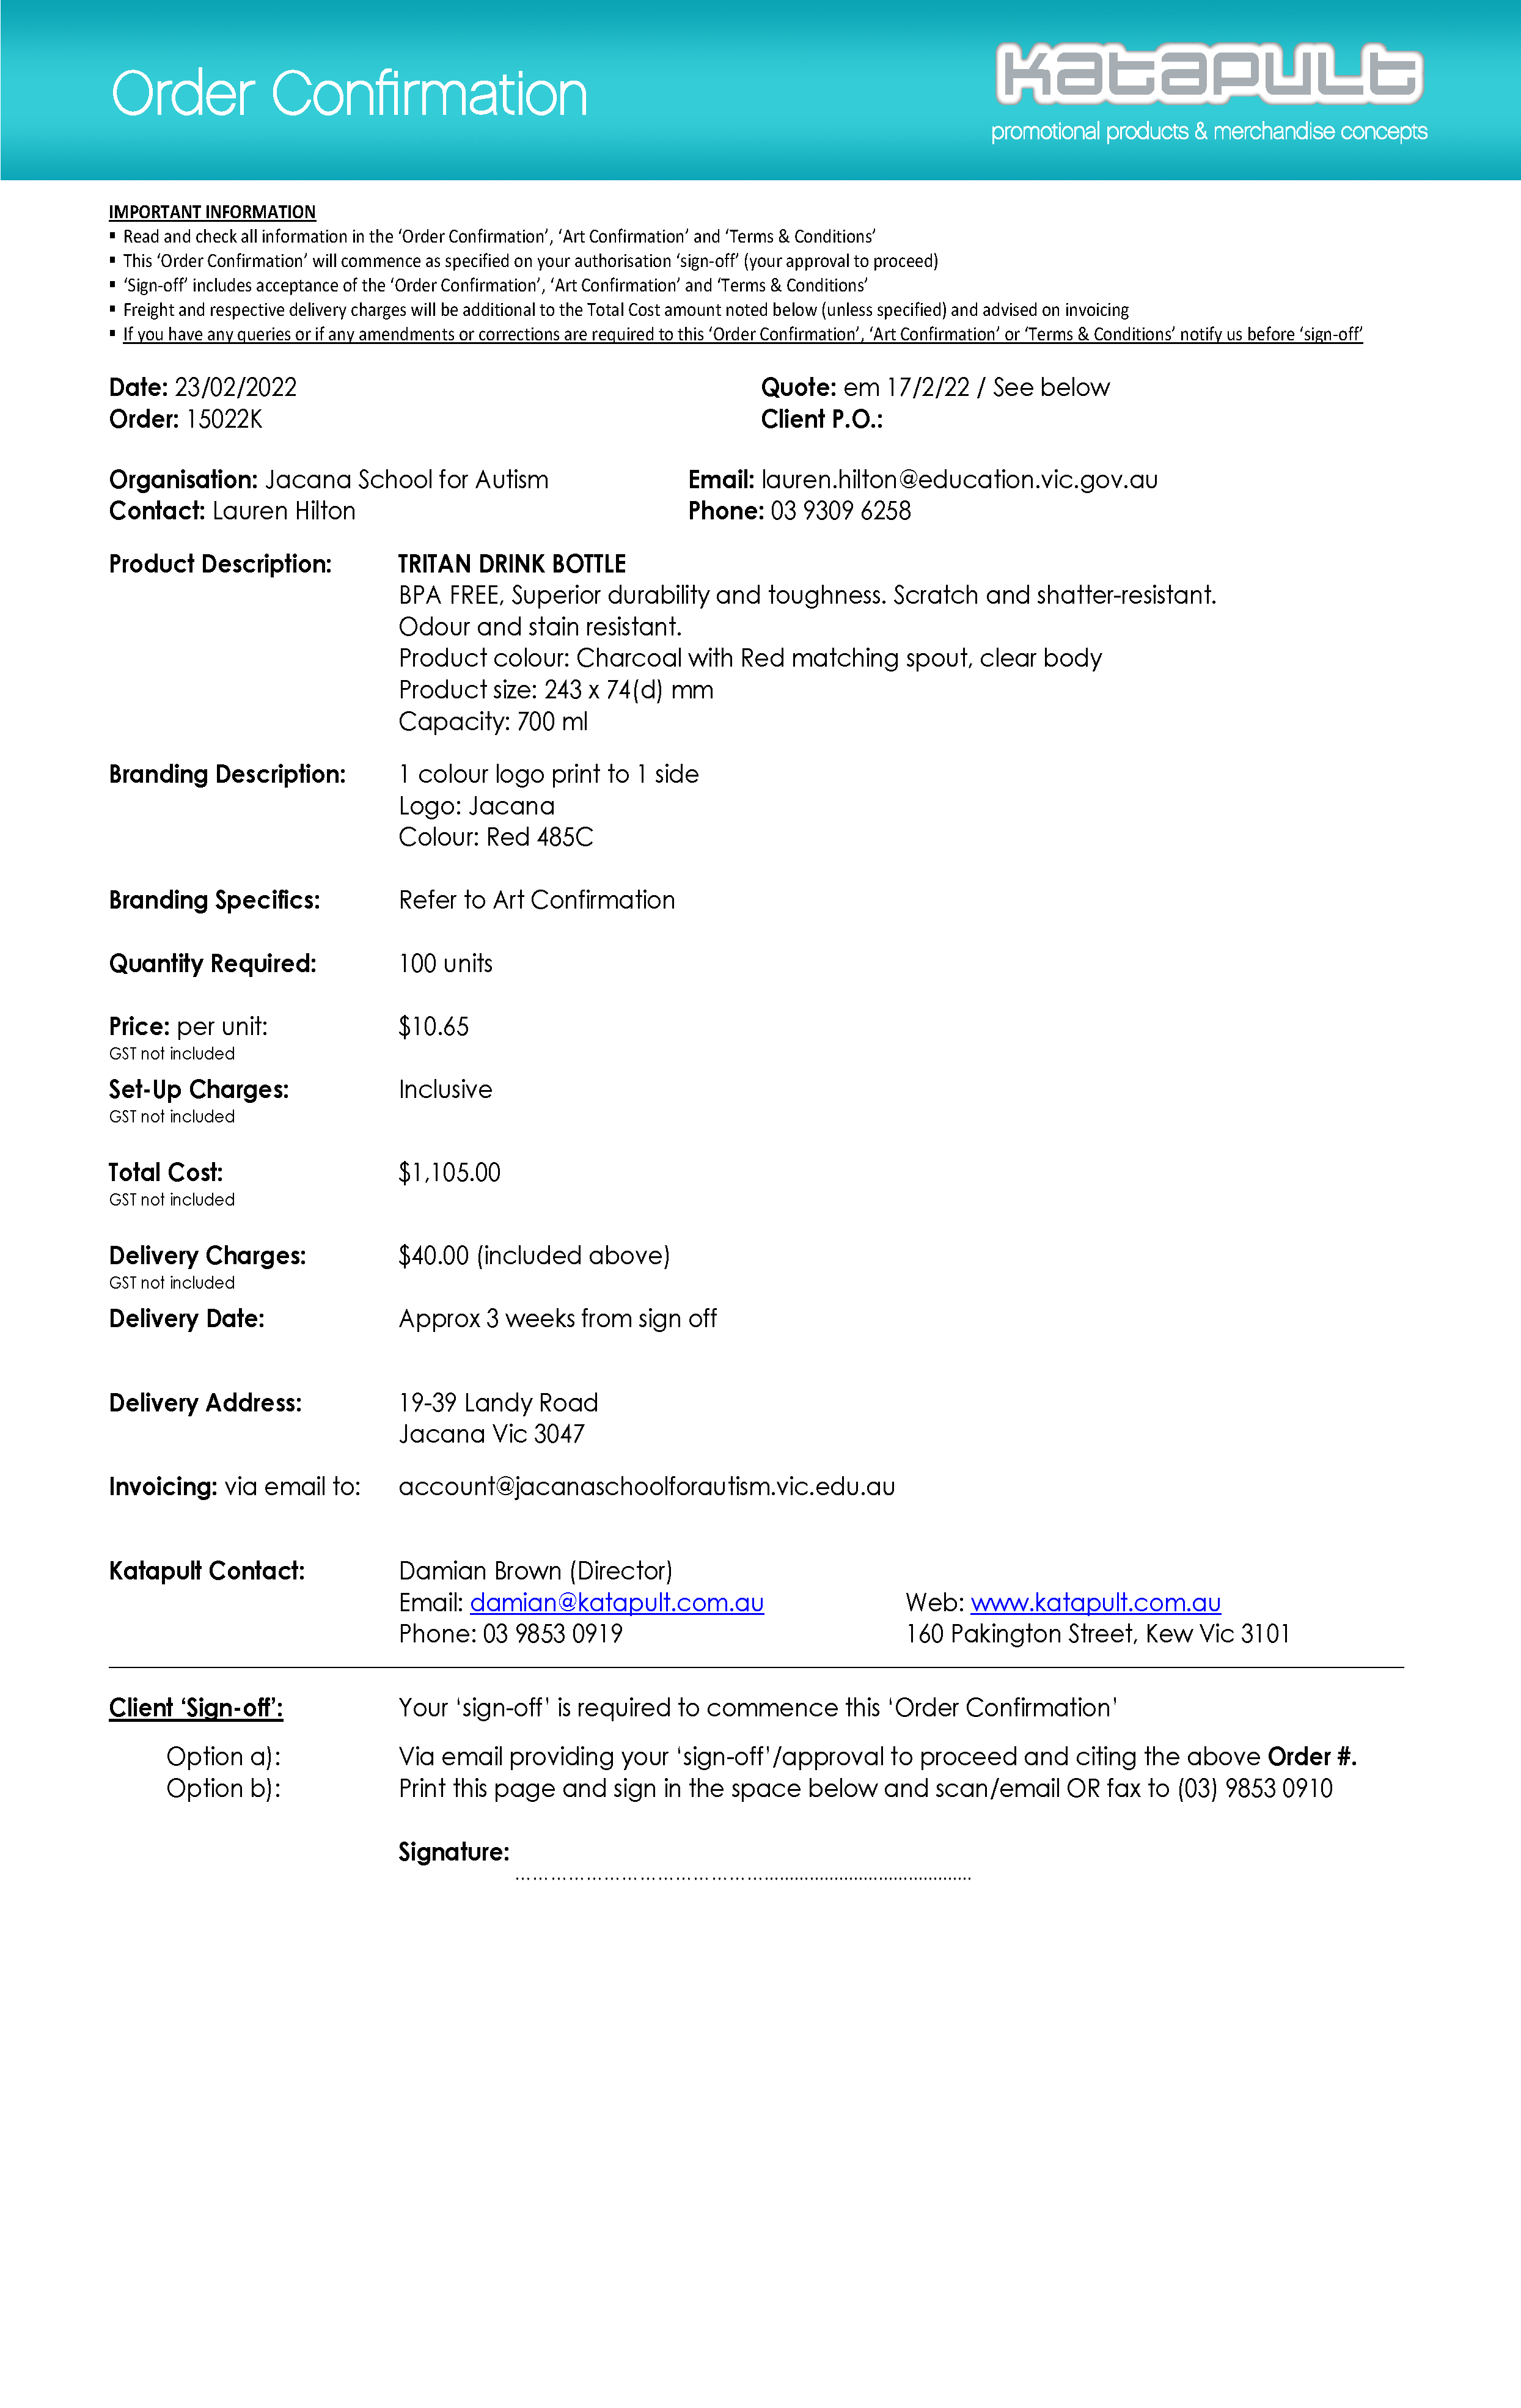 Order Confirmation
katapult
promotional products & merchandise concepts
IMPORTANT INFORMATION
▪ Read and check all information in the ‘Order Confirmation’, ‘Art Confirmation’ and ‘Terms & Conditions’
▪ This ‘Order Confirmation’ will commence as specified on your authorisation ‘sign-off’ (your approval to proceed)
▪ ‘Sign-off’ includes acceptance of the ‘Order Confirmation’, ‘Art Confirmation’ and ‘Terms & Conditions’
▪ Freight and respective delivery charges will be additional to the Total Cost amount noted below (unless specified) and advised on invoicing
▪ If you have any queries or if any amendments or corrections are required to this ‘Order Confirmation’, ‘Art Confirmation’ or ‘Terms & Conditions’ notify us before ‘sign-off’
Date: 23/02/2022 Quote: em 17/2/22 / See below
Order: 15022K Client P.O.:
Organisation: Jacana School for Autism Email: lauren.hilton@education.vic.gov.au
Contact: Lauren Hilton Phone: 03 9309 6258
Product Description: TRITAN DRINK BOTTLE
BPA FREE, Superior durability and toughness. Scratch and shatter-resistant.
Odour and stain resistant.
Product colour: Charcoal with Red matching spout, clear body
Product size: 243 x 74(d) mm
Capacity: 700 ml
Branding Description: 1 colour logo print to 1 side
Logo: Jacana
Colour: Red 485C
Branding Specifics: Refer to Art Confirmation
Quantity Required: 100 units
Price: per unit: $10.65
GST not included
Set-Up Charges: Inclusive
GST not included
Total Cost: $1,105.00
GST not included
Delivery Charges: $40.00 (included above)
GST not included
Delivery Date: Approx 3 weeks from sign off
Delivery Address: 19-39 Landy Road
Jacana Vic 3047
Invoicing: via email to: account@jacanaschoolforautism.vic.edu.au
Katapult Contact: Damian Brown (Director)
Email: damian@katapult.com.au Web: www.katapult.com.au
Phone: 03 9853 0919 160 Pakington Street, Kew Vic 3101
Client ‘Sign-off’: Your ‘sign-off’ is required to commence this ‘Order Confirmation’
Option a): Via email providing your ‘sign-off’/approval to proceed and citing the above Order #.
Option b): Print this page and sign in the space below and scan/email OR fax to (03) 9853 0910
Signature: ....................................................................